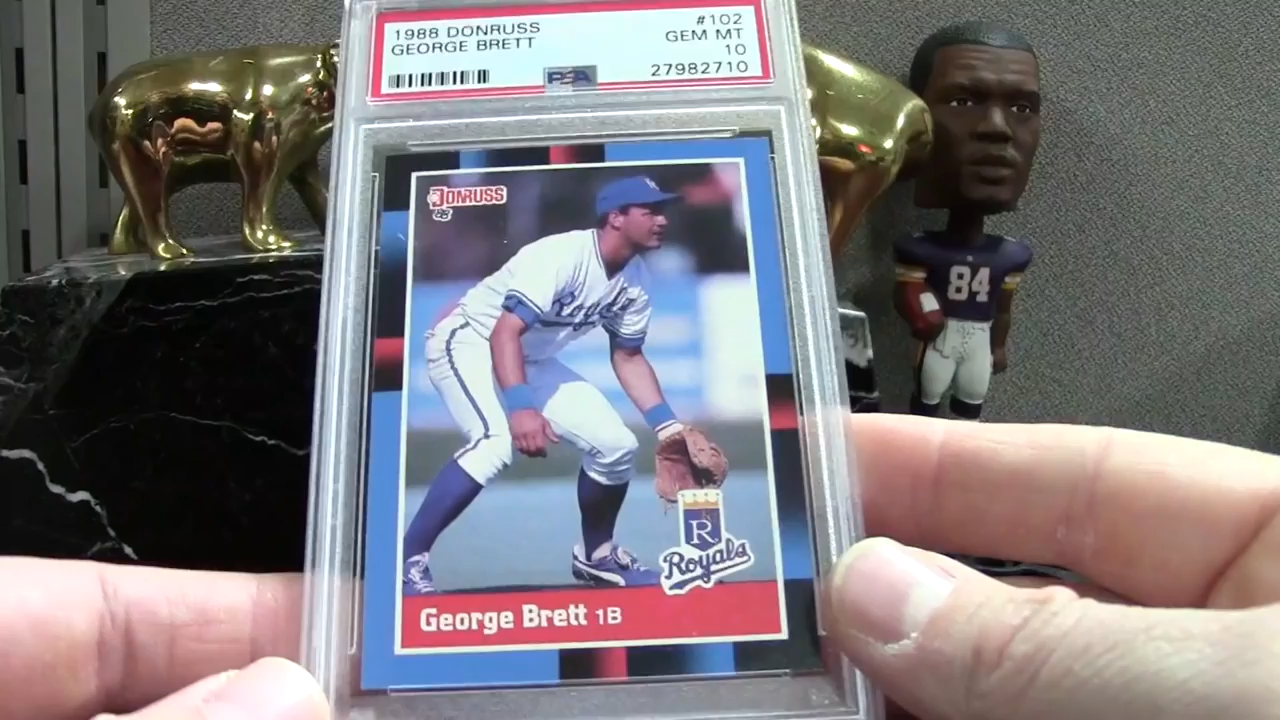 1988 DONRUSS #102
GEORGE BRETT GEM MT
10
PSA 27982710
DONRUSS
'88
Royals
84
R
Royals
George Brett 1B